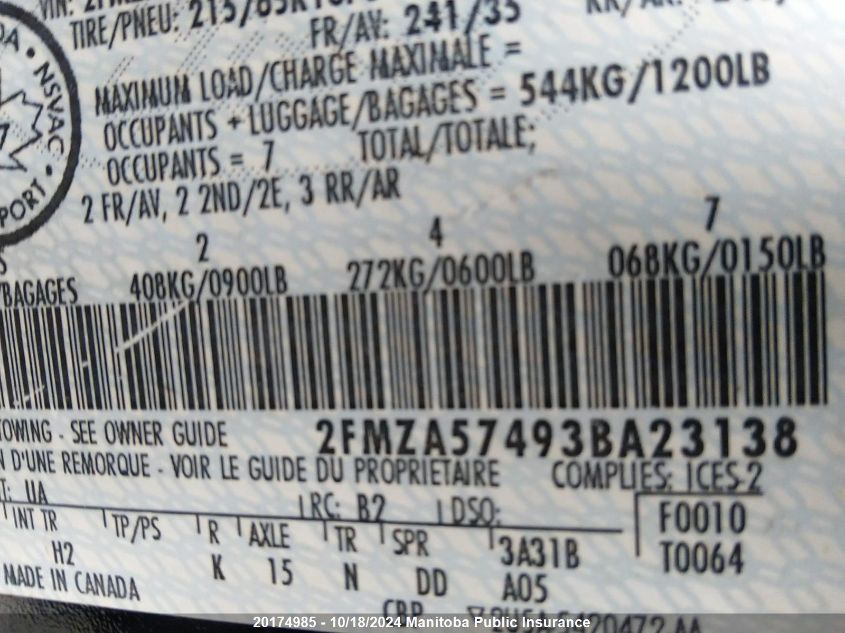 TIRE/PNEU: 215/65R16
FR/AV: 241/35
MAXIMUM LOAD/CHARGE MAXIMALE =
OCCUPANTS + LUGGAGE/BAGAGES = 544KG/1200LB
OCCUPANTS = 7 TOTAL/TOTALE;
2 FR/AV, 2 2ND/2E, 3 RR/AR
NSVAC
PORT
2 4 7
/BAGAGES 408KG/0900LB 272KG/0600LB 068KG/0150LB
TOWING - SEE OWNER GUIDE 2FMZA57493BA23138
N D'UNE REMORQUE - VOIR LE GUIDE DU PROPRIETAIRE COMPLIES: ICES-2
T: UA RC: B2 DSO: F0010
INT TR TP/PS R AXLE TR SPR 3A31B T0064
H2 K 15 N DD A05
MADE IN CANADA
20174985 - 10/18/2024 Manitoba Public Insurance